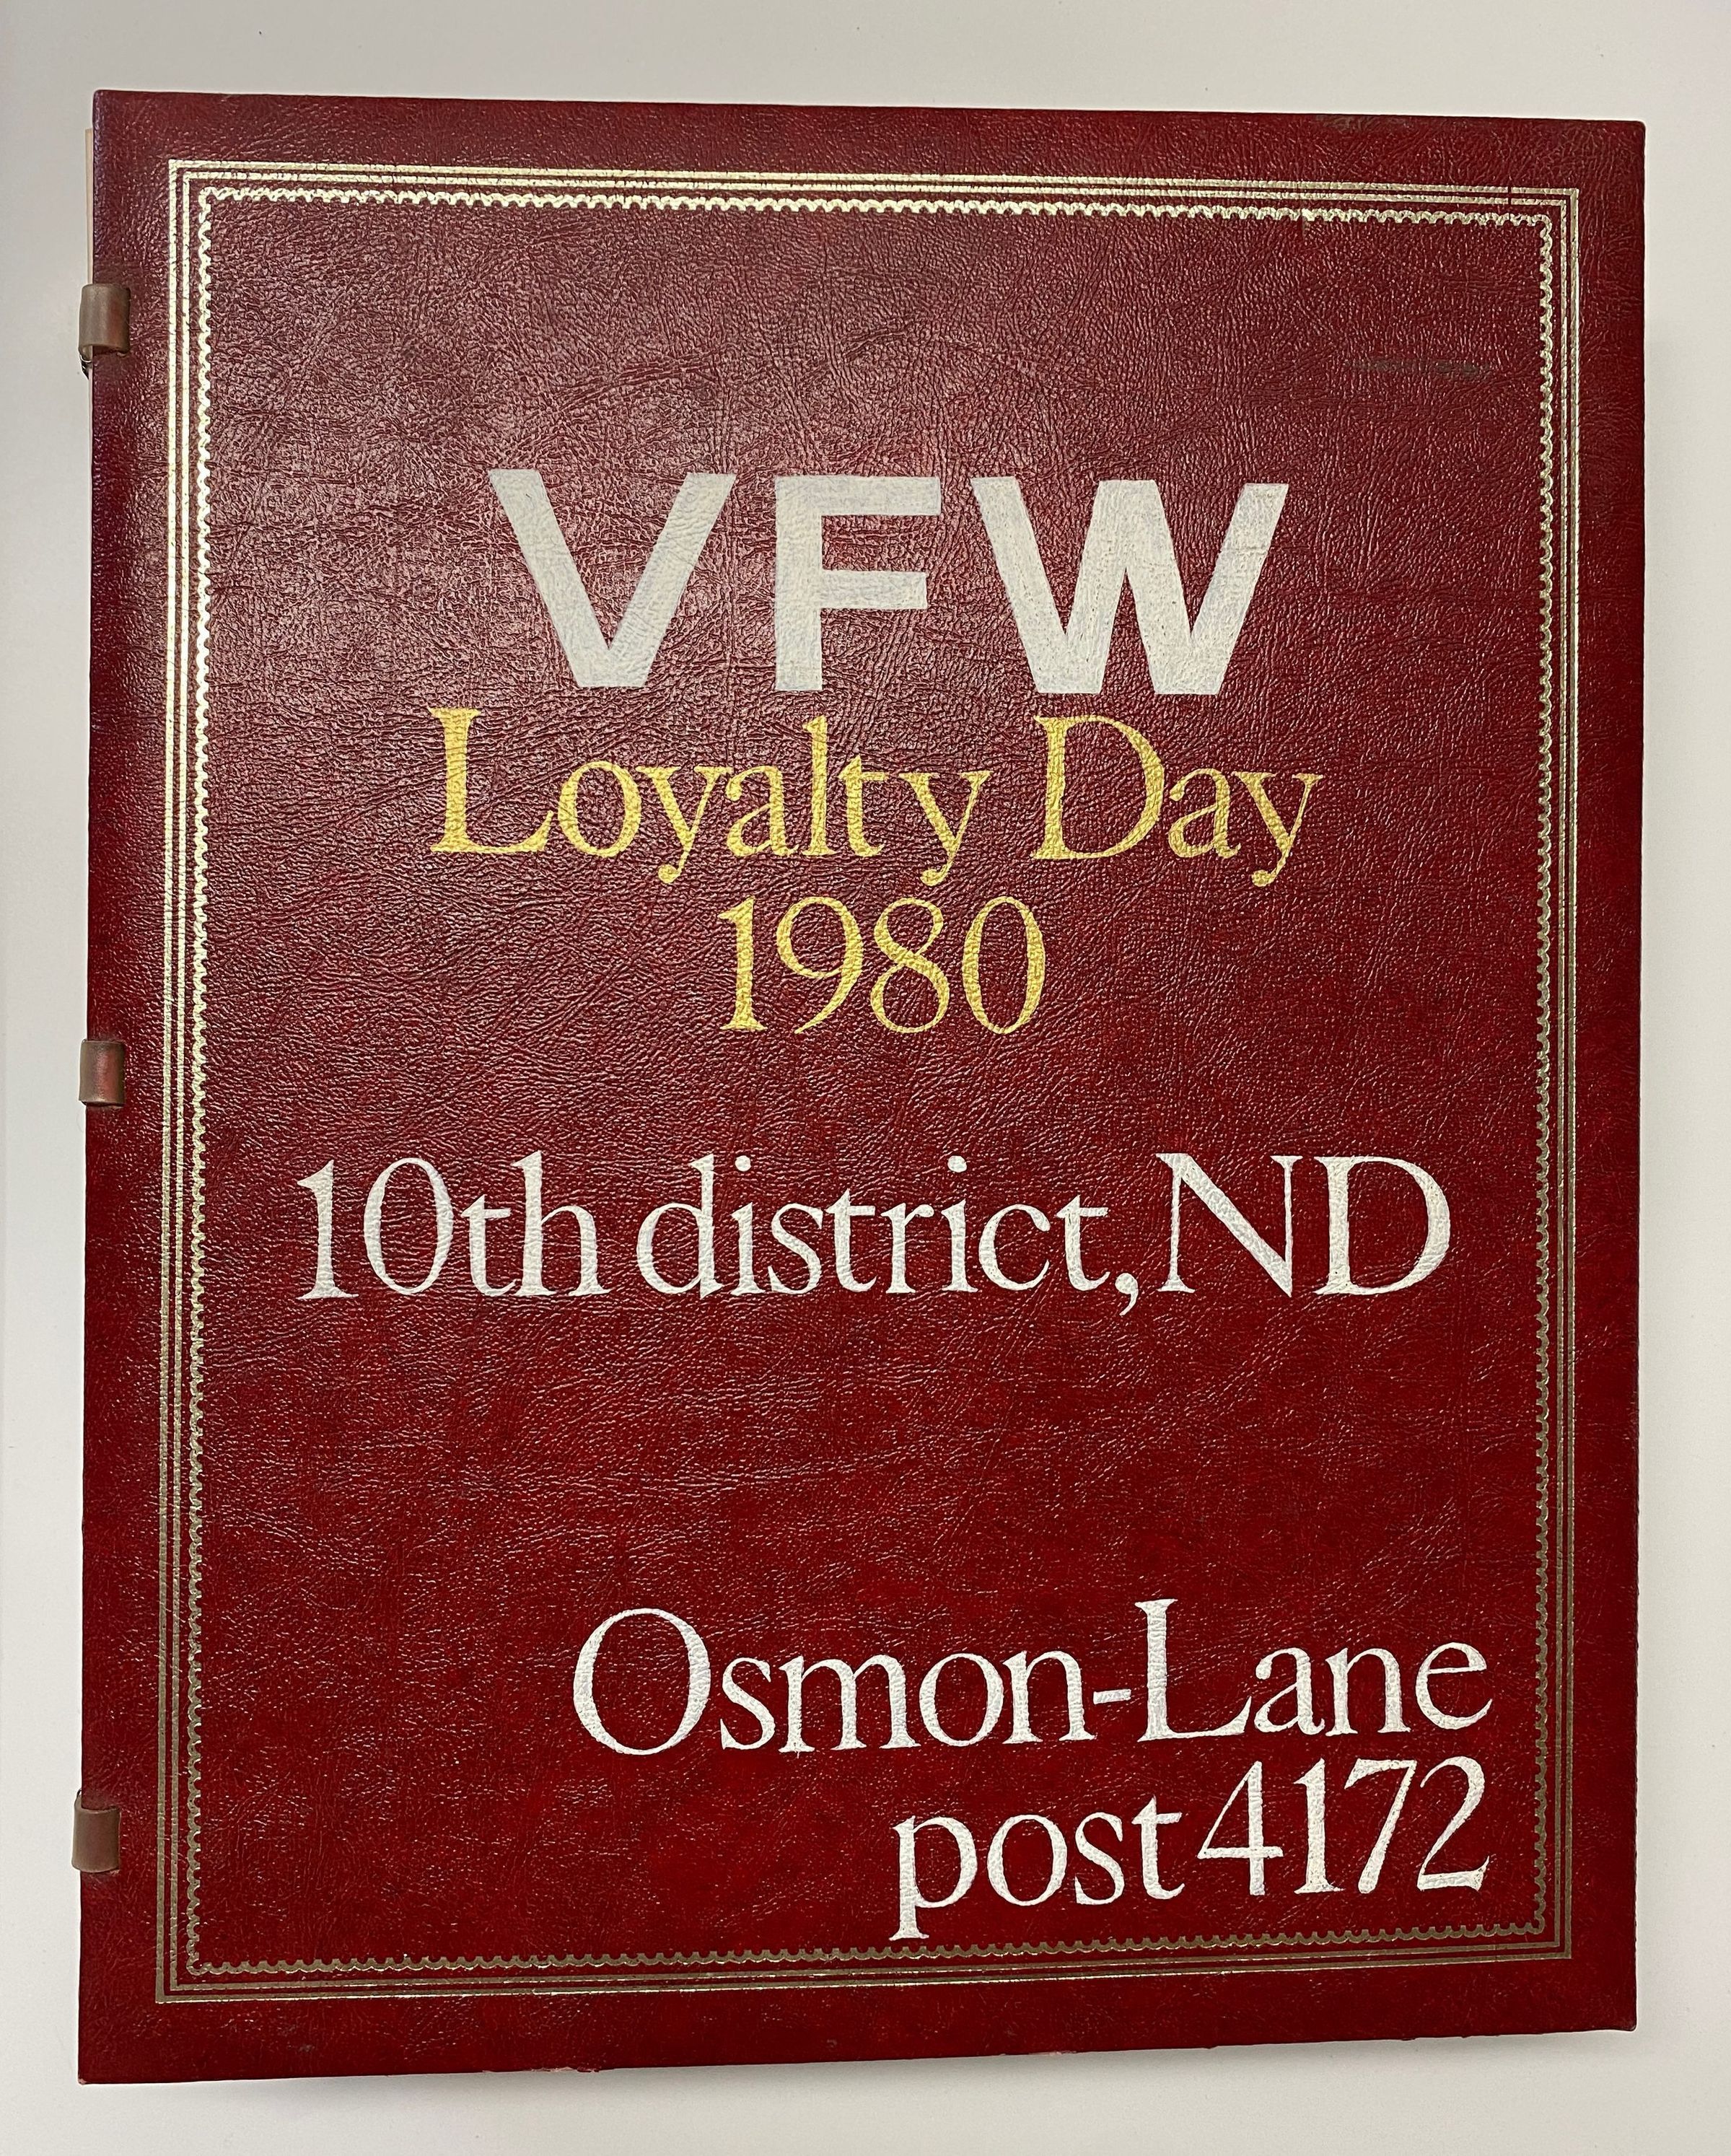 VFW
Loyalty Day
1980
10th district, ND
Osmon-Lane
post 4172